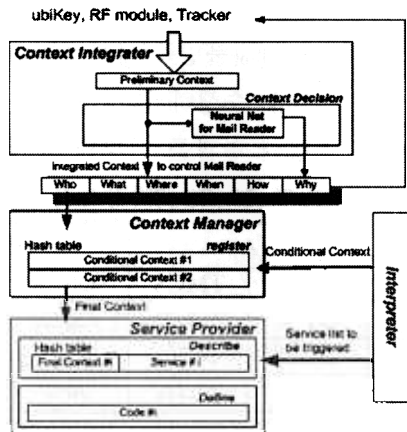 ubiKey, RF module, Tracker
Context Integrater
Preliminary Context
Context Decision
Neural Net
for Mail Reader
Integrated Context to control Mail Reader
Who What Where When How Why
Context Manager
Hash table register
Conditional Context #1
Conditional Context #2
Conditional Context
Interpreter
Final Context
Service Provider
Hash table Describe
Final Context #i Service # i
Service list to
be triggered
Define
Code #i